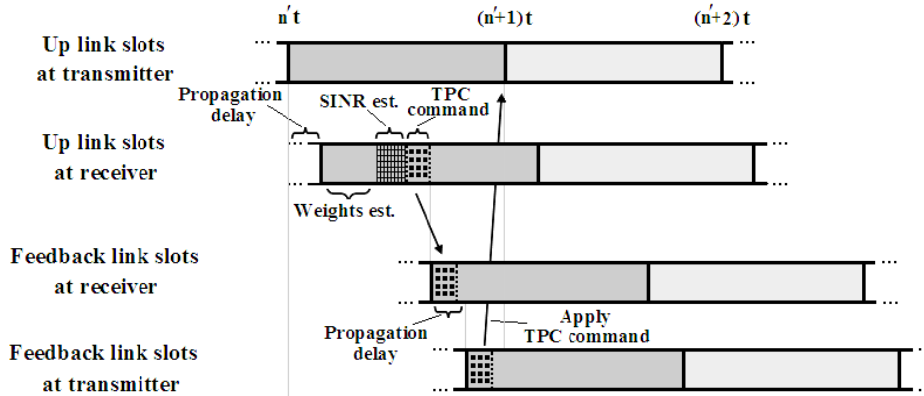 n't (n'+1) t (n'+2) t
... ...
Up link slots
at transmitter
Propagation
delay
SINR est.
TPC
command
... ...
Up link slots
at receiver
Weights est.
... ...
Feedback link slots
at receiver
... ...
Propagation
delay
Apply
TPC command
... ...
Feedback link slots
at transmitter
... ...